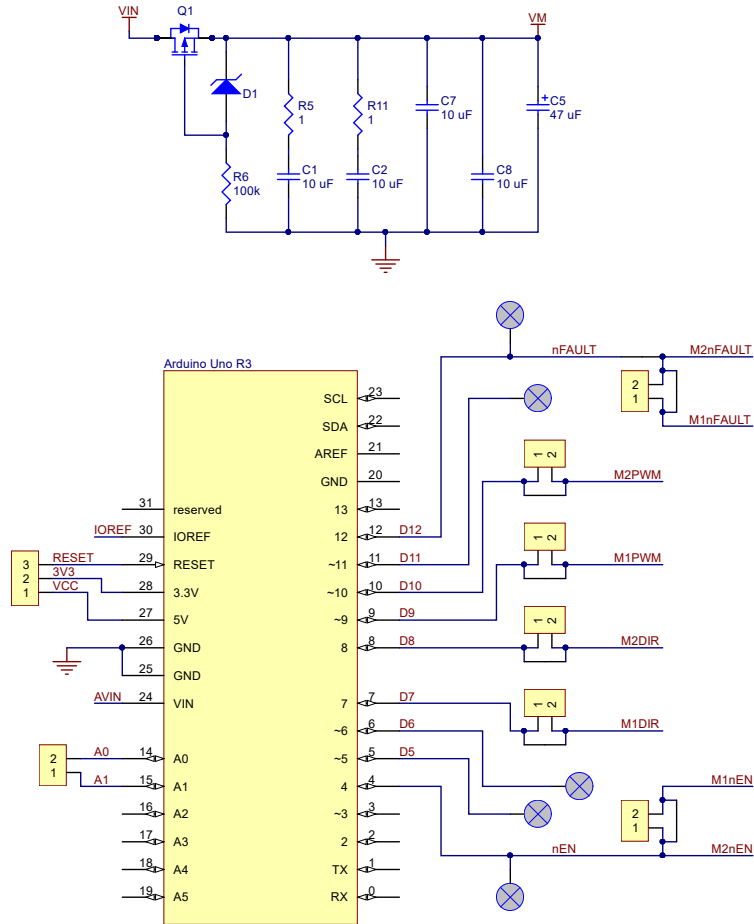 VIN
Q1
VM
D1
R5
1
R11
1
C7
10 uF
C5
47 uF
+
R6
100k
C1
10 uF
C2
10 uF
C8
10 uF
Arduino Uno R3
nFAULT
M2nFAULT
2
1
M1nFAULT
SCL 23
SDA 22
AREF 21
GND 20
13 13
31 reserved
IOREF 30 IOREF
12 12 D12
RESET 29 RESET
3
2
1
3V3 28 3.3V
VCC 27 5V
~11 11 D11
~10 10 D10
1 2
M2PWM
~9 9 D9
1 2
M1PWM
26 GND
8 8 D8
1 2
M2DIR
25 GND
AVIN 24 VIN
7 7 D7
1 2
M1DIR
~6 6 D6
2
1
A0 14 A0
~5 5 D5
A1 15 A1
4 4
M1nEN
16 A2
~3 3
2
1
17 A3
2 2
nEN
M2nEN
18 A4
TX 1
19 A5
RX 0